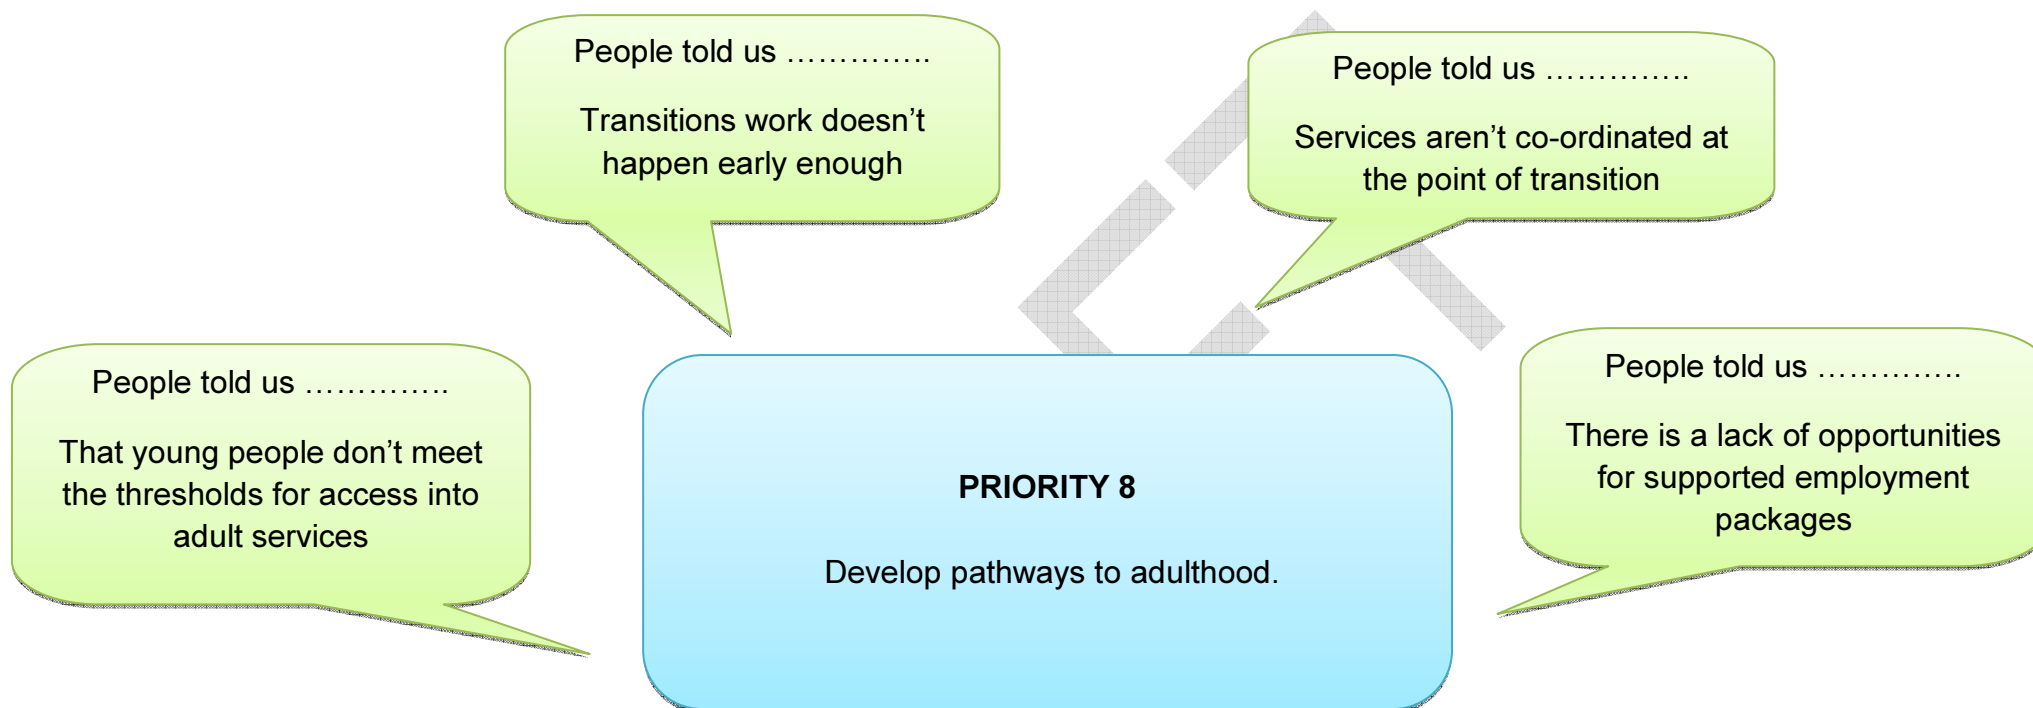 People told us …………..
Transitions work doesn’t
happen early enough
People told us …………..
Services aren’t co-ordinated at
the point of transition
People told us …………..
That young people don’t meet
the thresholds for access into
adult services
PRIORITY 8
Develop pathways to adulthood.
People told us …………..
There is a lack of opportunities
for supported employment
packages